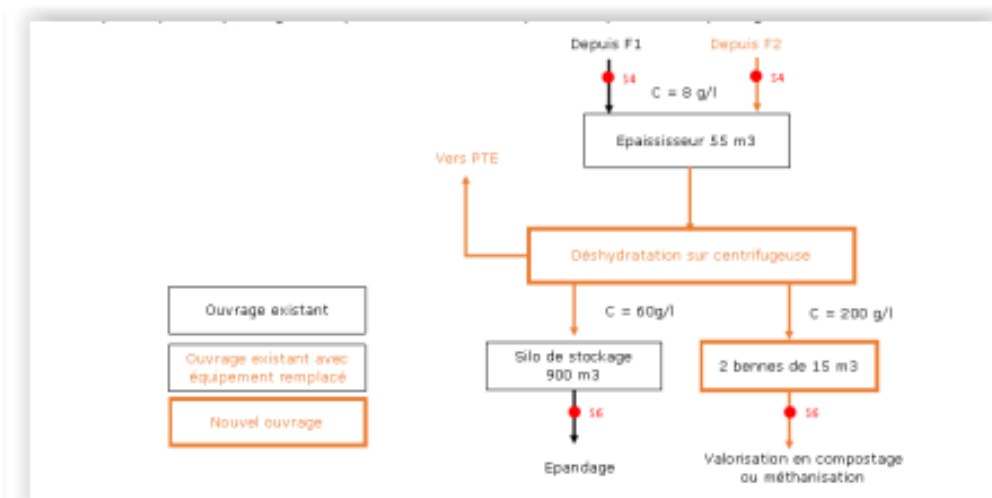 Depuis F1
Depuis F2
S4
S4
C = 8 g/l
Epaississeur 55 m3
Vers PTE
Déshydratation sur centrifugeuse
C = 60g/l
C = 200 g/l
Ouvrage existant
Ouvrage existant avec
équipement remplacé
Nouvel ouvrage
Silo de stockage
900 m3
2 bennes de 15 m3
S6
S6
Epandage
Valorisation en compostage
ou méthanisation